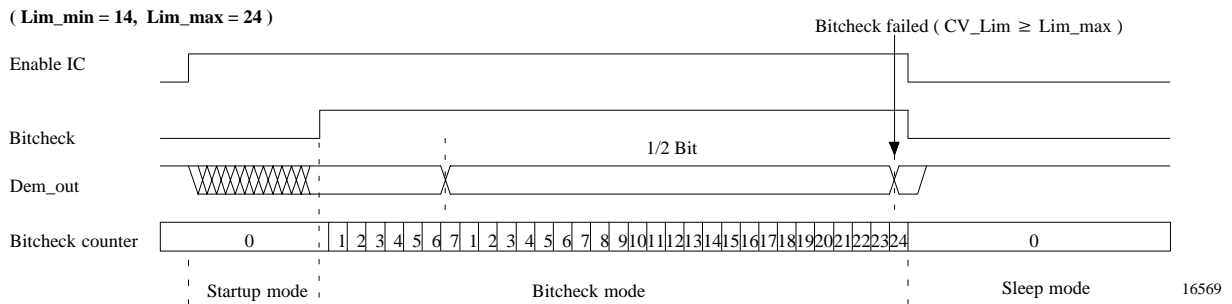 ( Lim_min = 14, Lim_max = 24 )
Bitcheck failed ( CV_Lim ≥ Lim_max )
Enable IC
Bitcheck
1/2 Bit
Dem_out
Bitcheck counter 0 1 2 3 4 5 6 7 1 2 3 4 5 6 7 8 9 10 11 12 13 14 15 16 17 18 19 20 21 22 23 24 0
Startup mode Bitcheck mode Sleep mode 16569